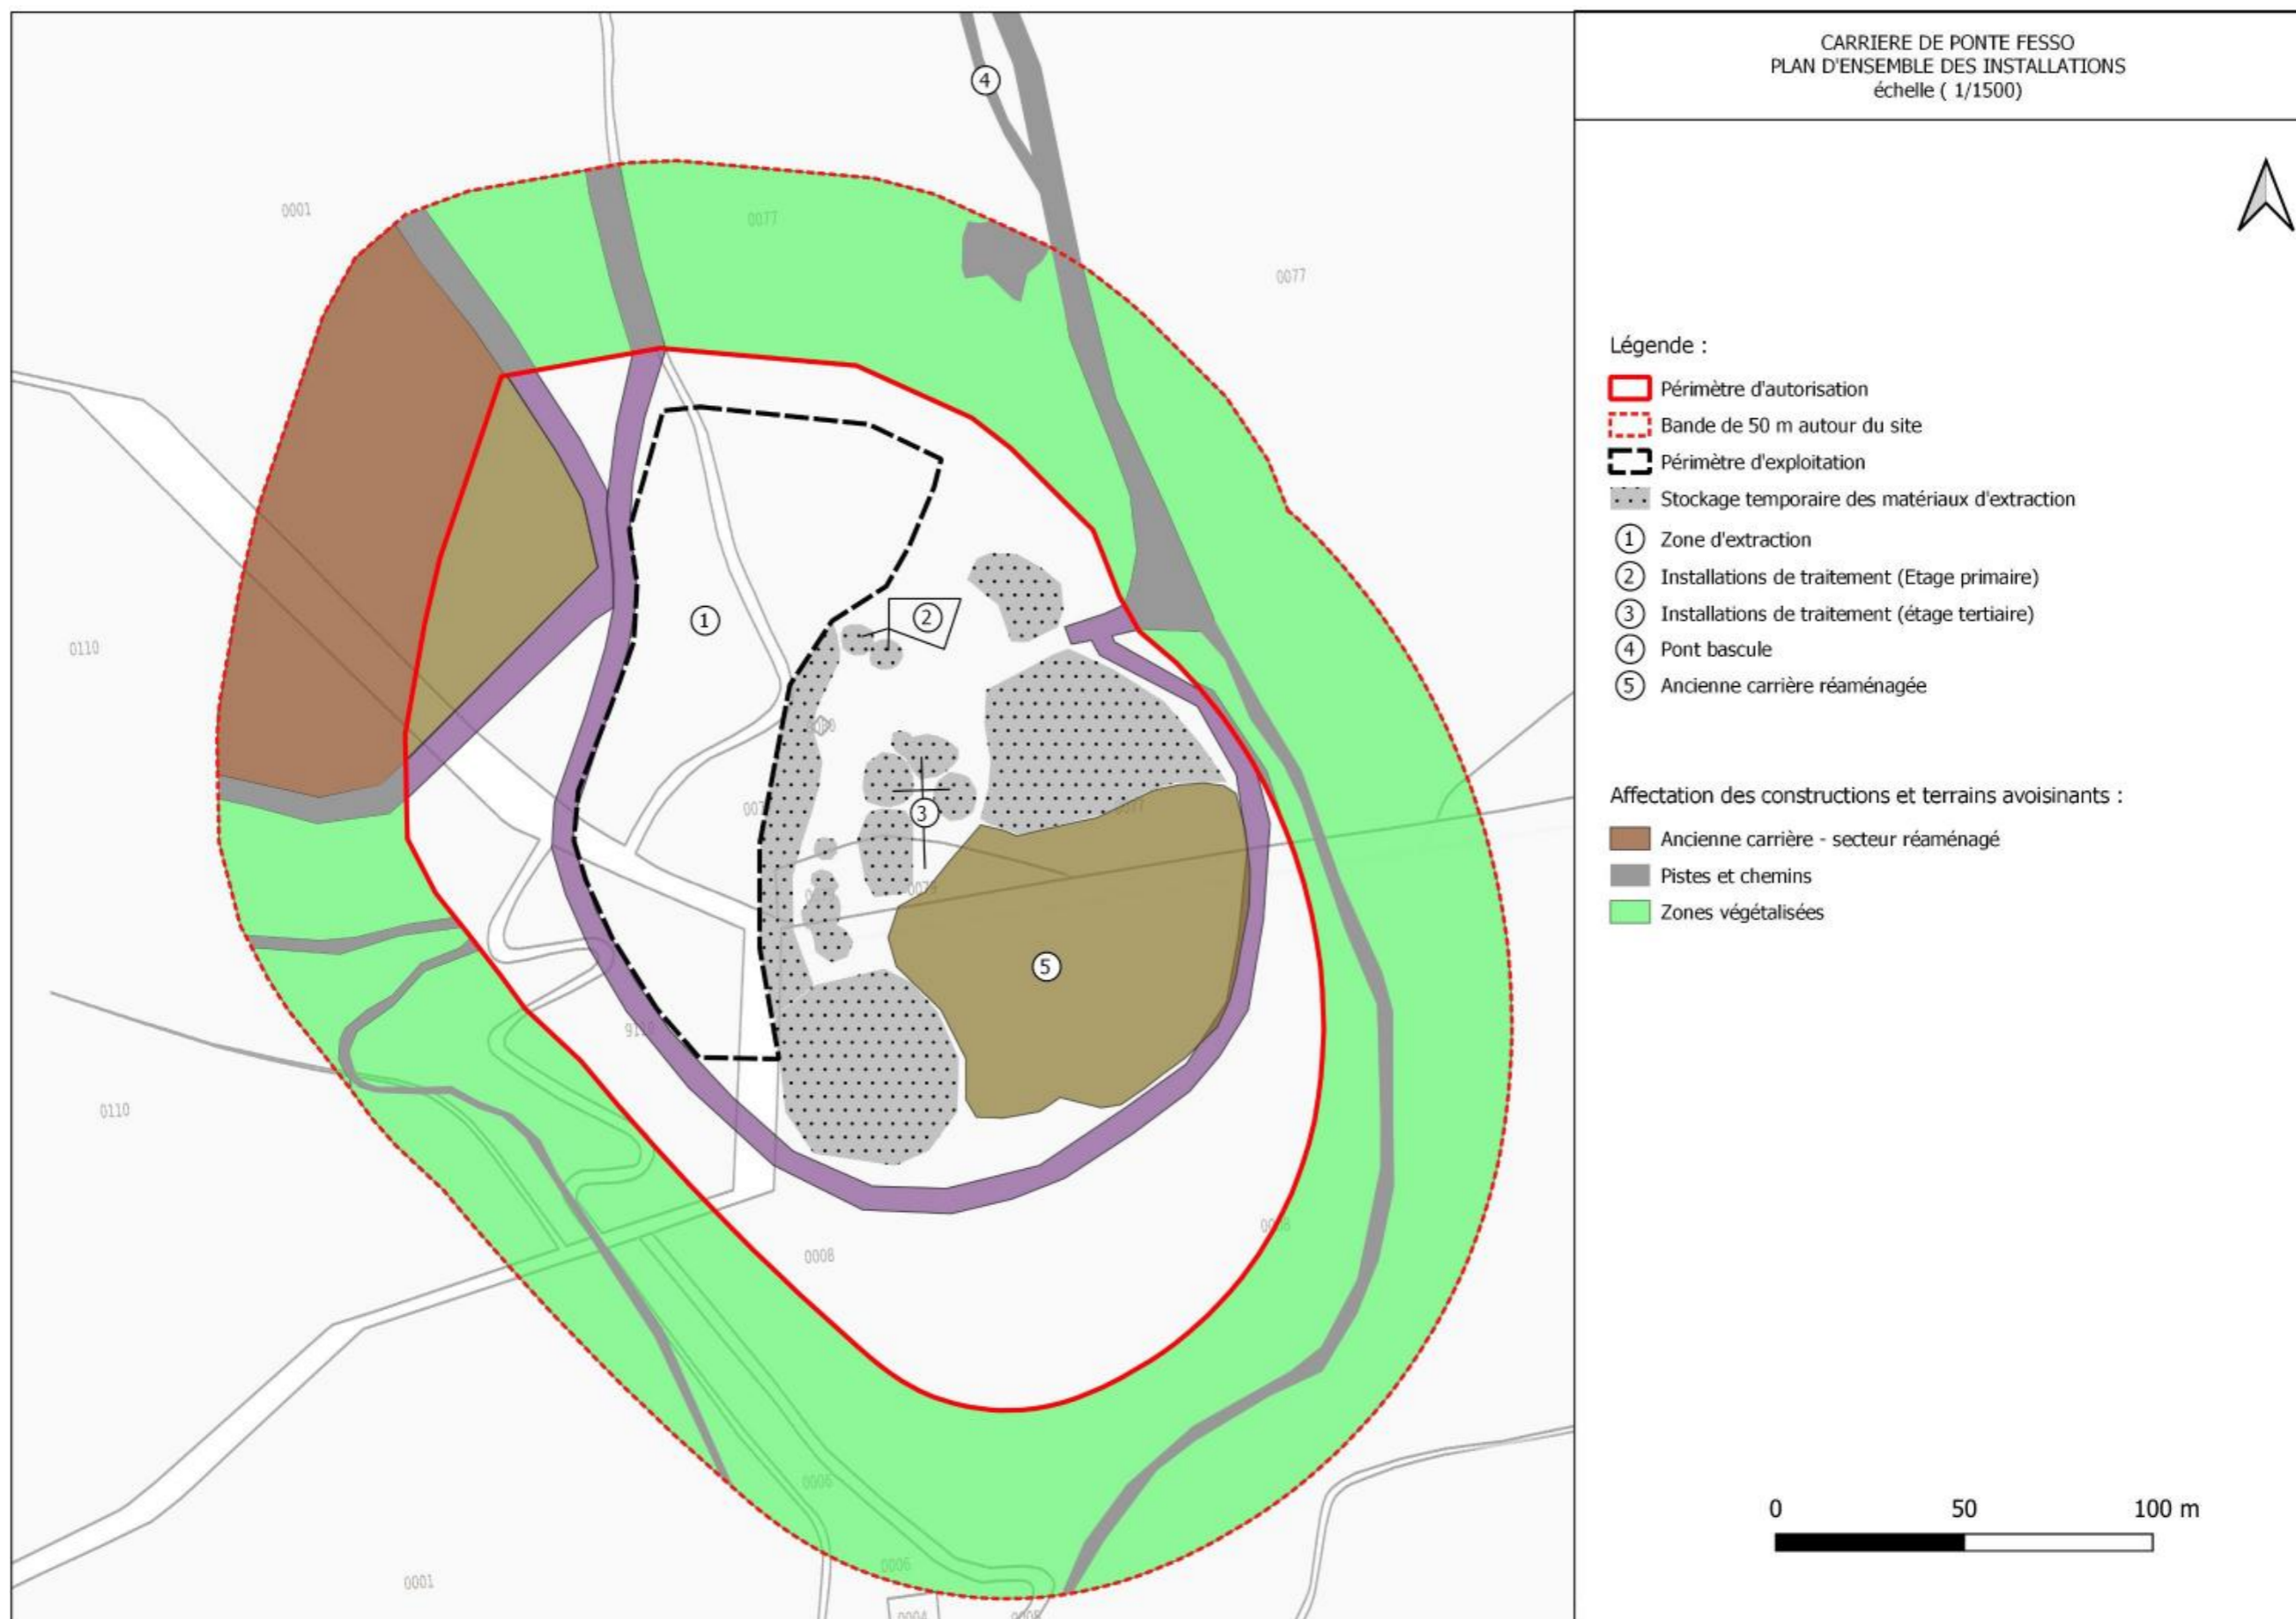 CARRIERE DE PONTE FESSO
PLAN D'ENSEMBLE DES INSTALLATIONS
échelle ( 1/1500)
Légende :
Périmètre d'autorisation
Bande de 50 m autour du site
Périmètre d'exploitation
Stockage temporaire des matériaux d'extraction
1 Zone d'extraction
2 Installations de traitement (Etage primaire)
3 Installations de traitement (étage tertiaire)
4 Pont bascule
5 Ancienne carrière réaménagée
Affectation des constructions et terrains avoisinants :
Ancienne carrière - secteur réaménagé
Pistes et chemins
Zones végétalisées
0 50 100 m
4
0001
0077
0077
1
2
0110
3
0077
5
9110
0110
0008
0008
0006
0006
0001